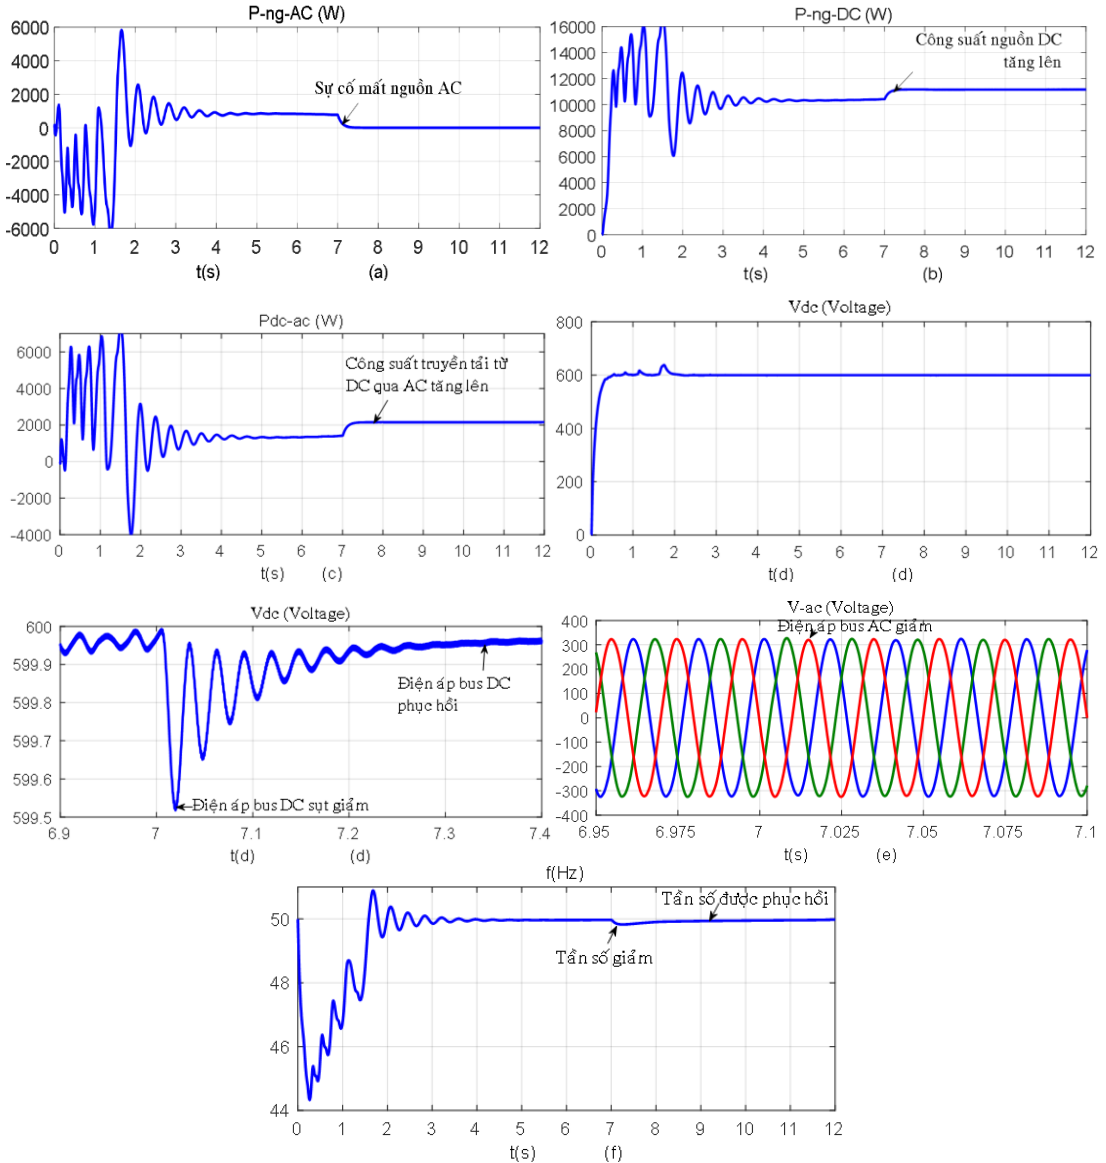 P-ng-AC (W)
6000
4000
2000
0
-2000
-4000
-6000
Sự cố mất nguồn AC
0 1 2 3 4 5 6 7 8 9 10 11 12
t(s) (a)
P-ng-DC (W)
16000
14000
12000
10000
8000
6000
4000
2000
0
Công suất nguồn DC
tăng lên
0 1 2 3 4 5 6 7 8 9 10 11 12
t(s) (b)
Pdc-ac (W)
6000
4000
2000
0
-2000
-4000
Công suất truyền tải từ
DC qua AC tăng lên
0 1 2 3 4 5 6 7 8 9 10 11 12
t(s) (c)
Vdc (Voltage)
800
600
400
200
0
0 1 2 3 4 5 6 7 8 9 10 11 12
t(d) (d)
Vdc (Voltage)
600
599.9
599.8
599.7
599.6
599.5
Điện áp bus DC
phục hồi
Điện áp bus DC sụt giảm
6.9 7 7.1 7.2 7.3 7.4
t(d) (d)
V-ac (Voltage)
Điện áp bus AC giảm
400
300
200
100
0
-100
-200
-300
-400
6.95 6.975 7 7.025 7.05 7.075 7.1
t(s) (e)
f(Hz)
50
48
46
44
Tần số được phục hồi
Tần số giảm
0 1 2 3 4 5 6 7 8 9 10 11 12
t(s) (f)